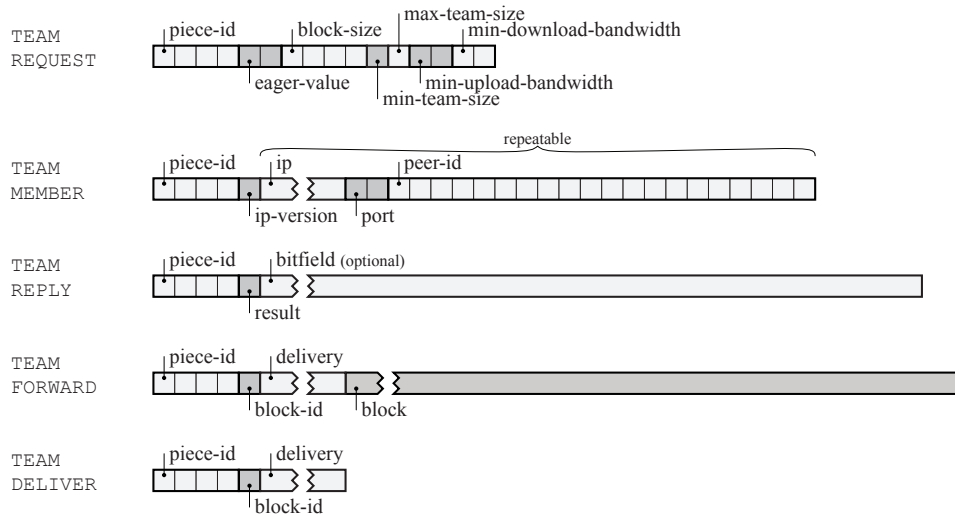 max-team-size
piece-id block-size min-download-bandwidth
TEAM
REQUEST
eager-value min-upload-bandwidth
min-team-size
repeatable
TEAM piece-id ip peer-id
MEMBER
ip-version port
TEAM piece-id bitfield (optional)
REPLY
result
TEAM piece-id delivery
FORWARD
block-id block
TEAM piece-id delivery
DELIVER
block-id